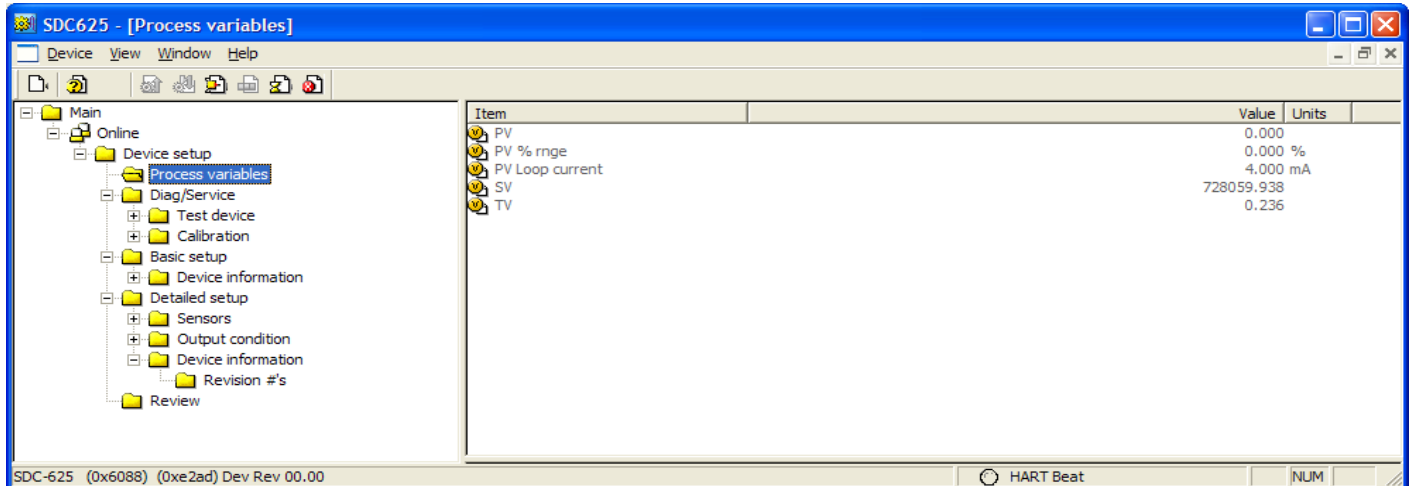 SDC625 - [Process variables]
Device View Window Help
Main
Online
Device setup
Process variables
Diag/Service
Test device
Calibration
Basic setup
Device information
Detailed setup
Sensors
Output condition
Device information
Revision #'s
Review
Item Value Units
PV 0.000
PV % rnge 0.000 %
PV Loop current 4.000 mA
SV 728059.938
TV 0.236
SDC-625 (0x6088) (0xe2ad) Dev Rev 00.00 HART Beat NUM